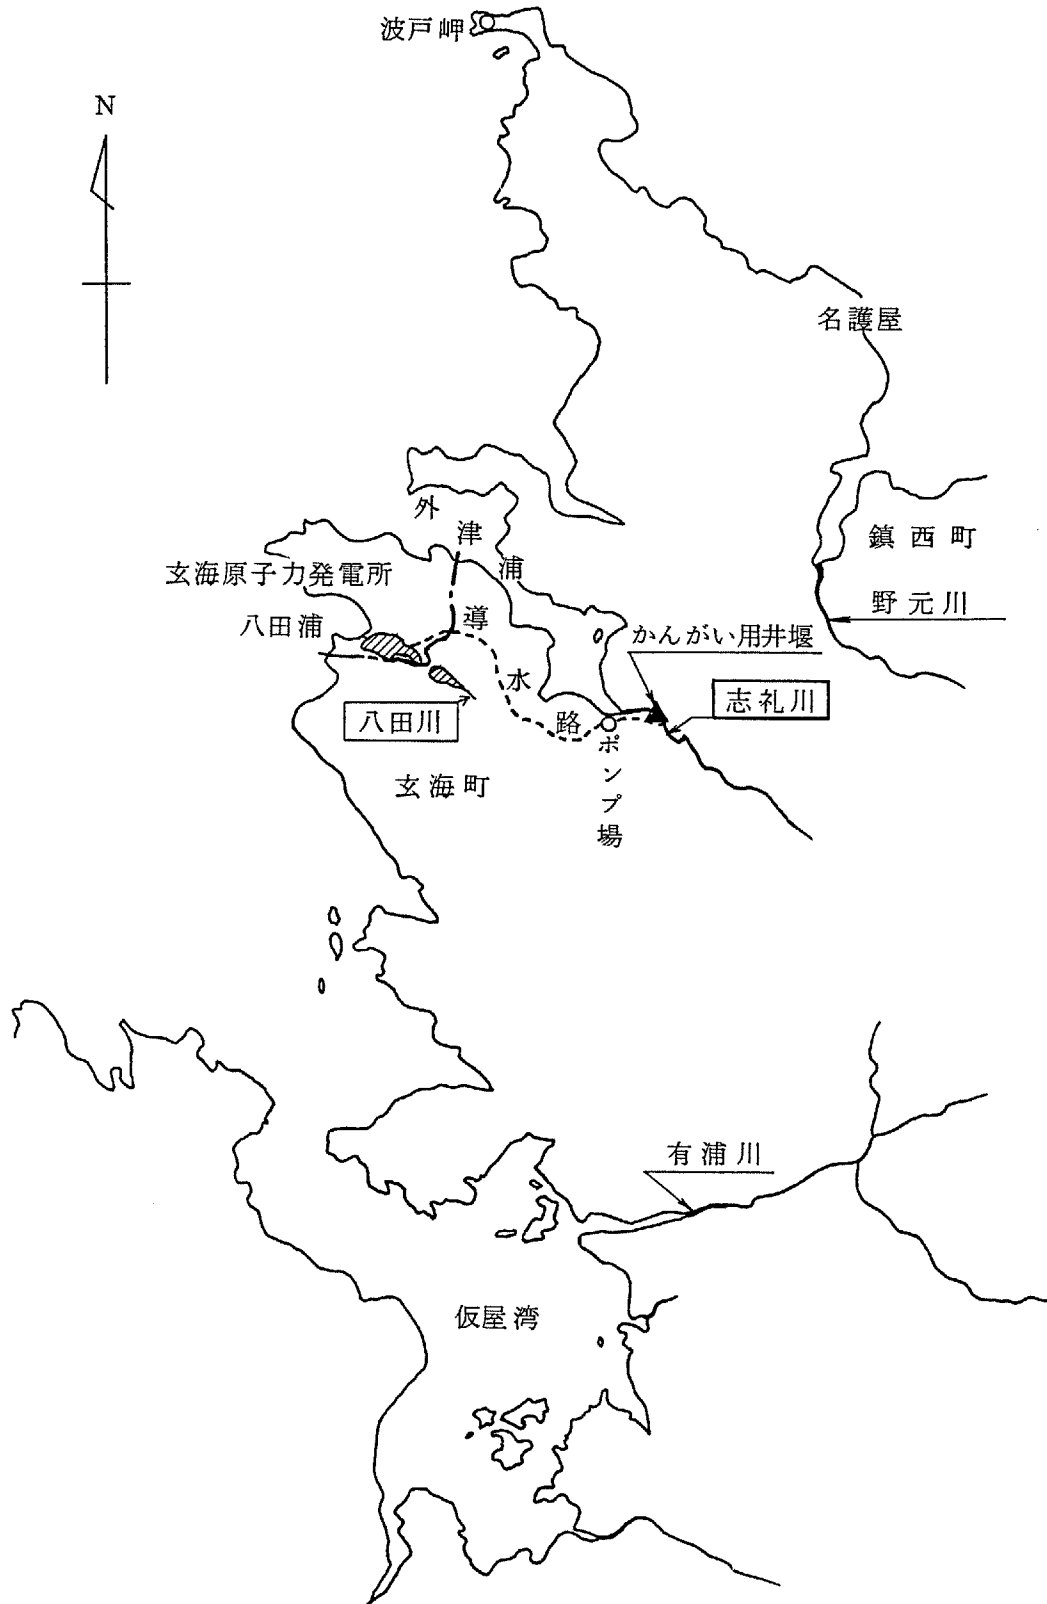 波戸岬
N
名護屋
外津浦
鎮西町
玄海原子力発電所
野元川
八田浦
導水路
かんがい用井堰
志礼川
八田川
ポンプ場
玄海町
有浦川
仮屋湾